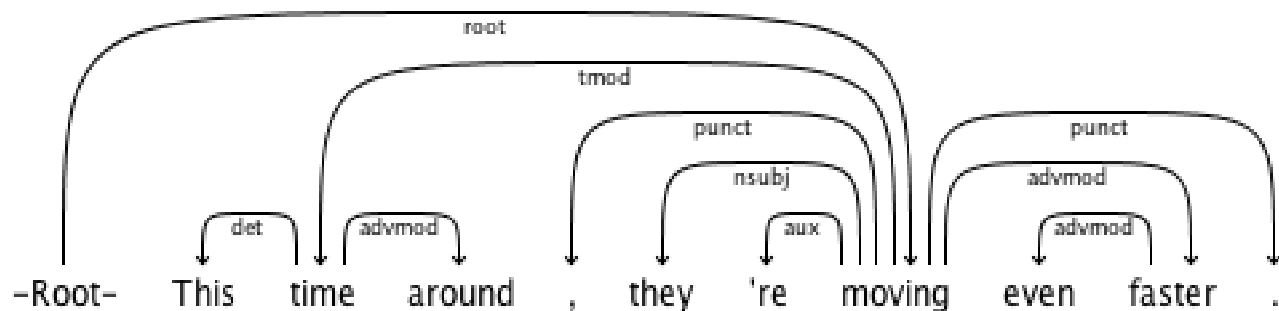 root
tmod
punct punct
nsubj advmod
det advmod aux advmod
-Root- This time around , they 're moving even faster .